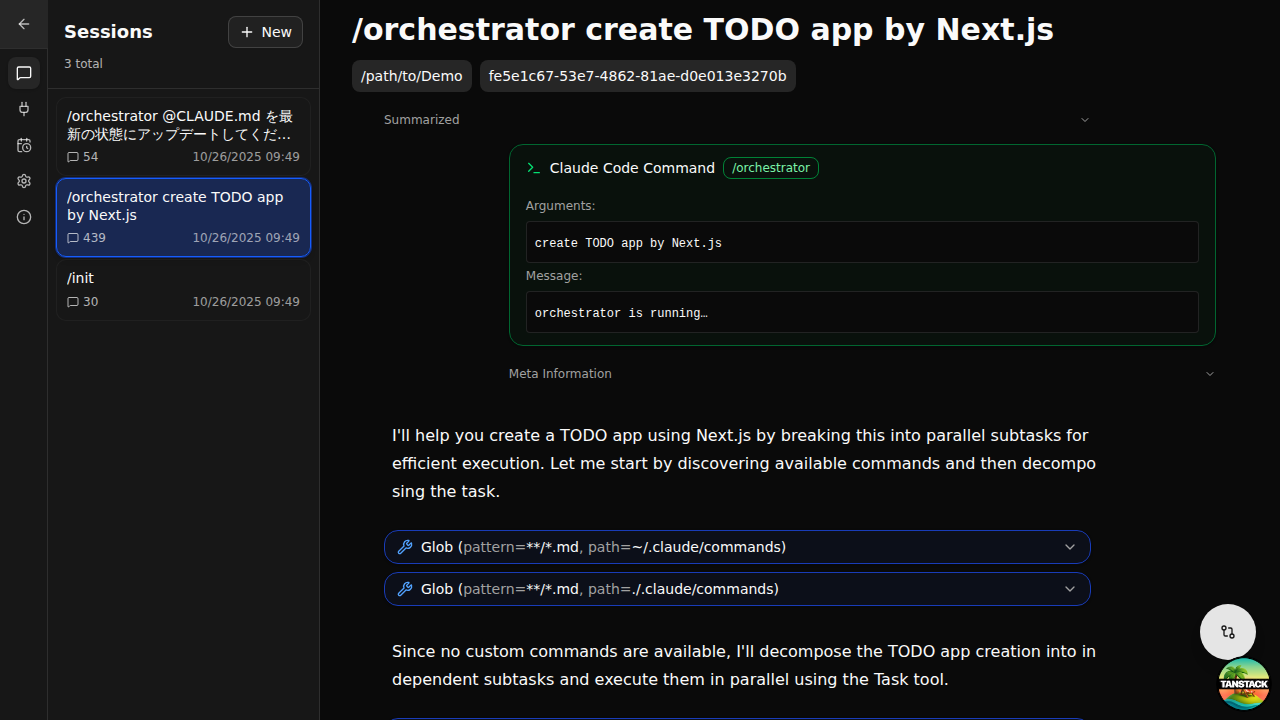 Sessions
New
3 total
/orchestrator @CLAUDE.md を最
新の状態にアップデートしてくだ…
54
10/26/2025 09:49
/orchestrator create TODO app
by Next.js
439
10/26/2025 09:49
/init
30
10/26/2025 09:49
/orchestrator create TODO app by Next.js
/path/to/Demo
fe5e1c67-53e7-4862-81ae-d0e013e3270b
Summarized
Claude Code Command
/orchestrator
Arguments:
create TODO app by Next.js
Message:
orchestrator is running…
Meta Information
I'll help you create a TODO app using Next.js by breaking this into parallel subtasks for
efficient execution. Let me start by discovering available commands and then decompo
sing the task.
Glob (pattern=**/*.md, path=~/.claude/commands)
Glob (pattern=**/*.md, path=./.claude/commands)
Since no custom commands are available, I'll decompose the TODO app creation into in
dependent subtasks and execute them in parallel using the Task tool.
TANSTACK